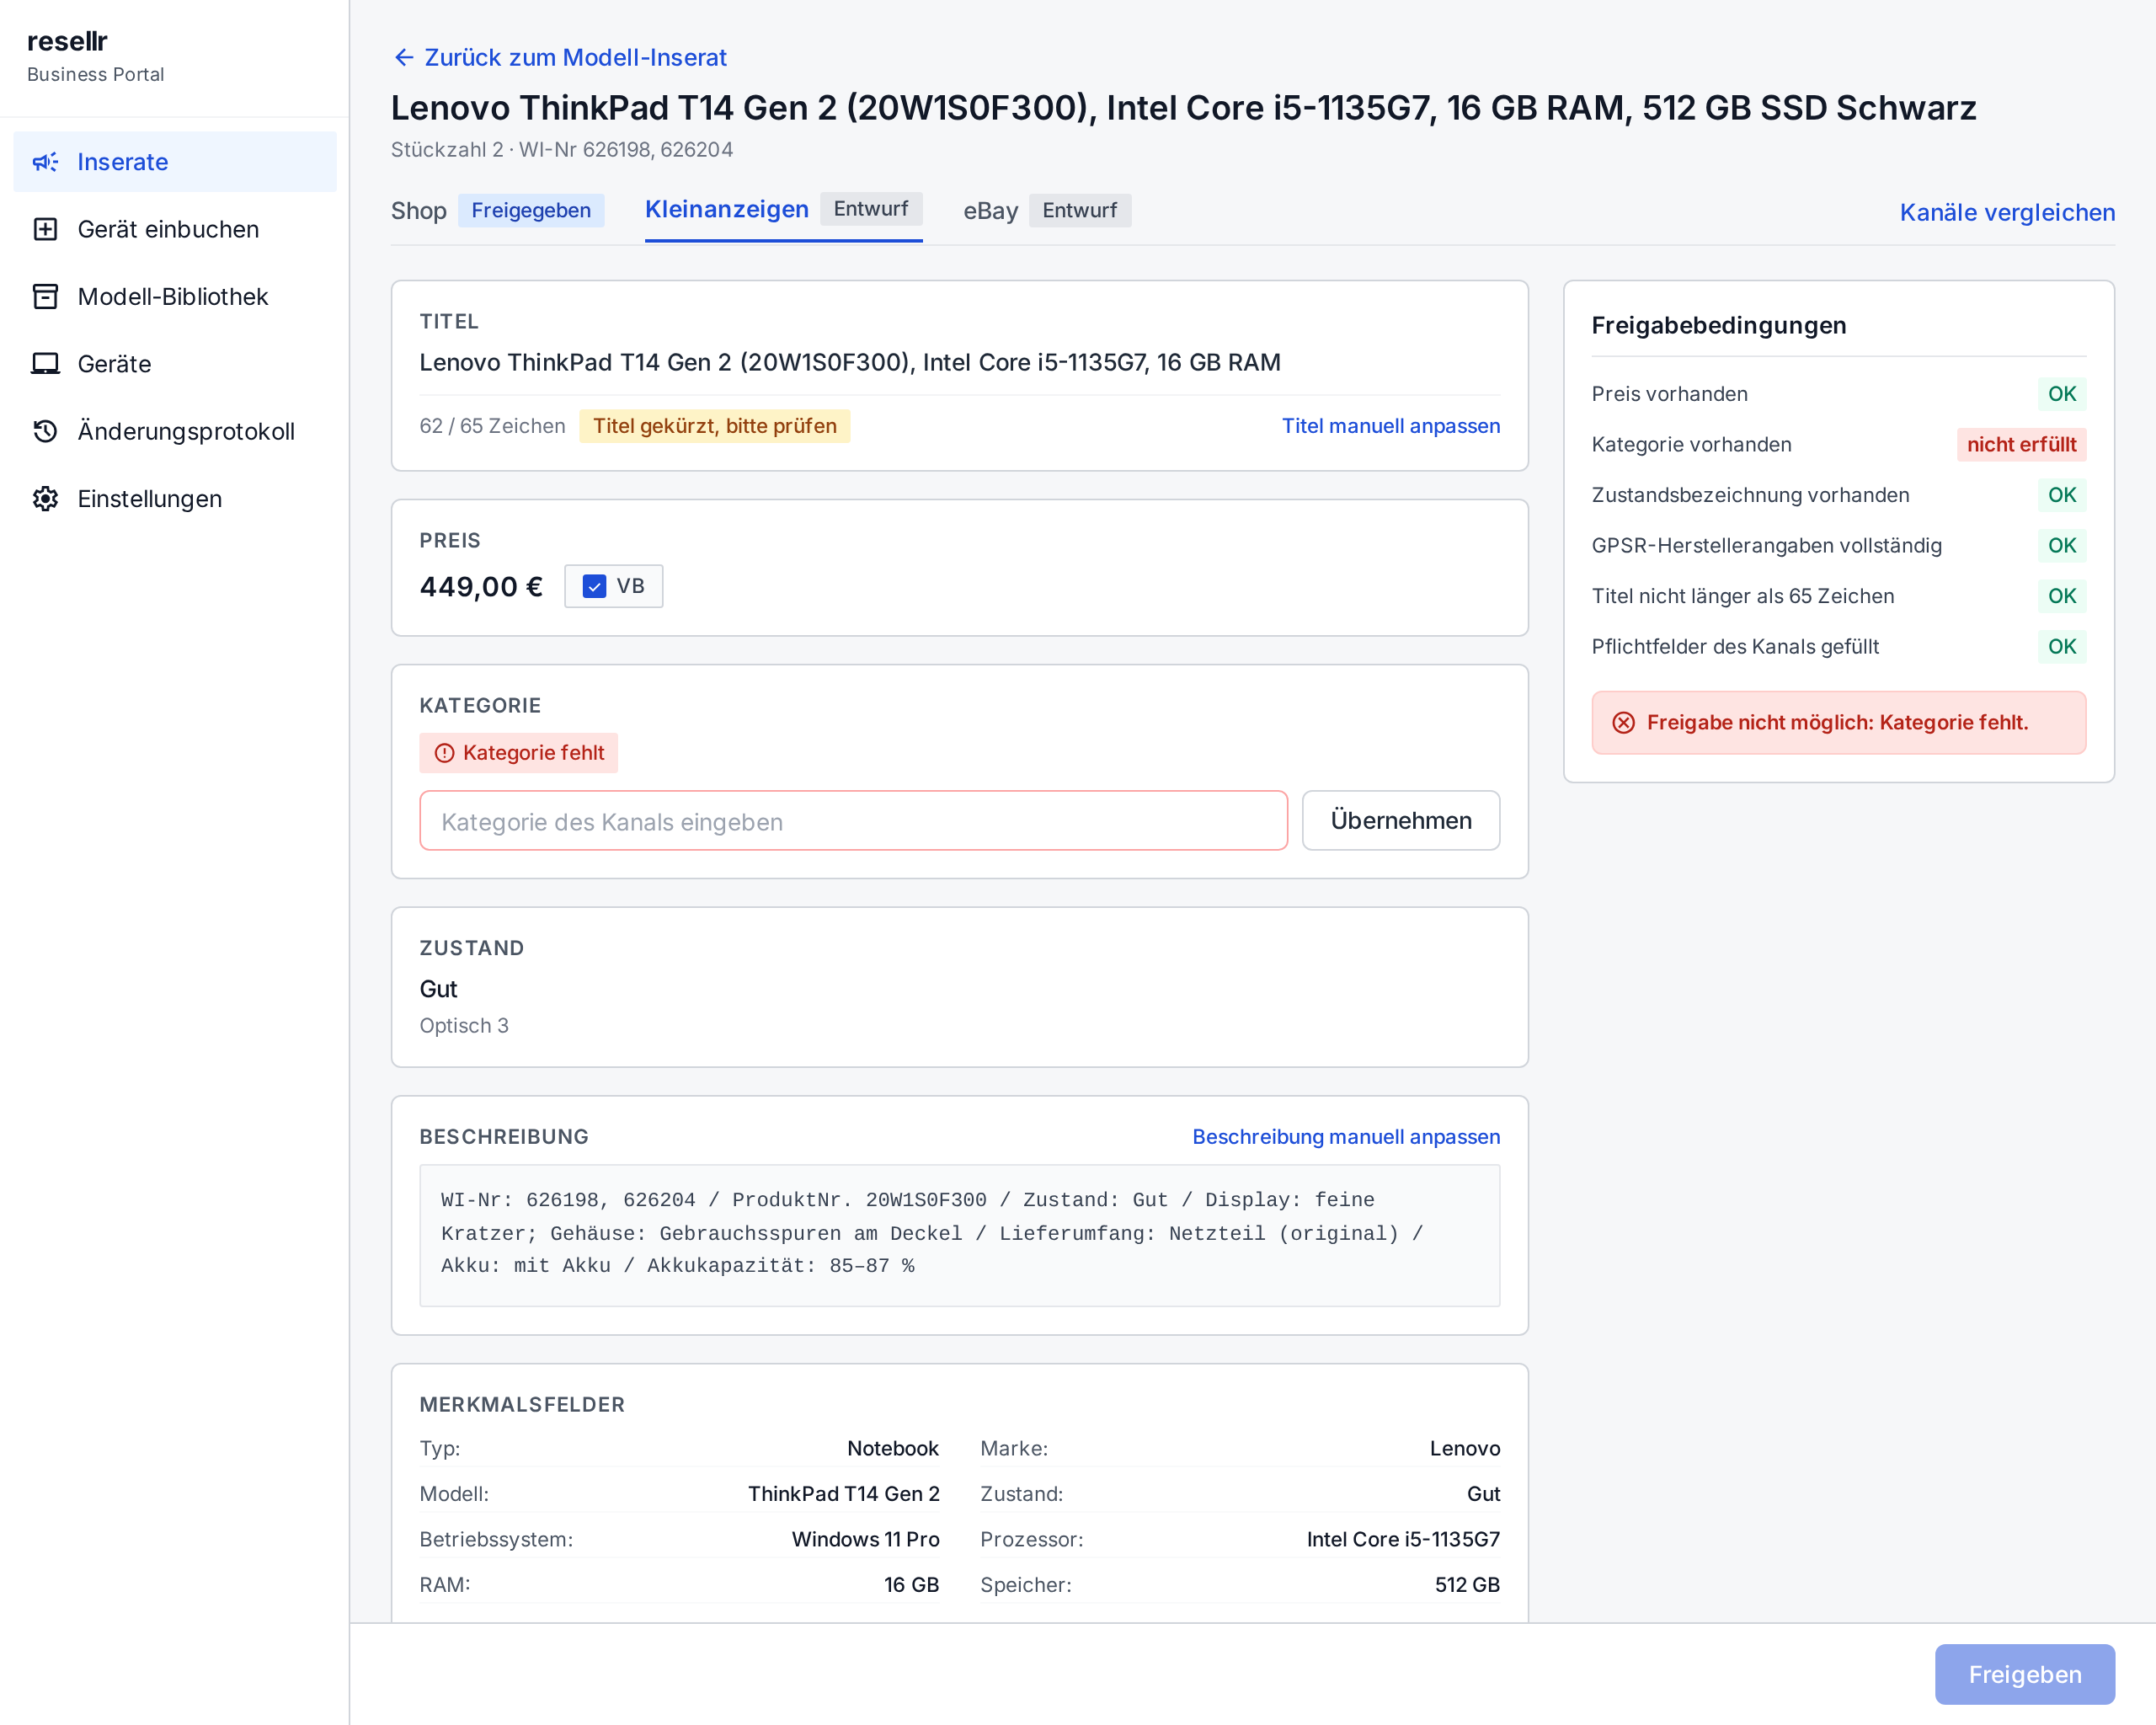 resellr
Business Portal
Inserate
Gerät einbuchen
Modell-Bibliothek
Geräte
Änderungsprotokoll
Einstellungen
← Zurück zum Modell-Inserat
Lenovo ThinkPad T14 Gen 2 (20W1S0F300), Intel Core i5-1135G7, 16 GB RAM, 512 GB SSD Schwarz
Stückzahl 2 · WI-Nr 626198, 626204
Shop Freigegeben Kleinanzeigen Entwurf eBay Entwurf Kanäle vergleichen
TITEL
Lenovo ThinkPad T14 Gen 2 (20W1S0F300), Intel Core i5-1135G7, 16 GB RAM
62 / 65 Zeichen Titel gekürzt, bitte prüfen Titel manuell anpassen
PREIS
449,00 € VB
KATEGORIE
Kategorie fehlt
Kategorie des Kanals eingeben Übernehmen
ZUSTAND
Gut
Optisch 3
BESCHREIBUNG Beschreibung manuell anpassen
WI-Nr: 626198, 626204 / ProduktNr. 20W1S0F300 / Zustand: Gut / Display: feine
Kratzer; Gehäuse: Gebrauchsspuren am Deckel / Lieferumfang: Netzteil (original) /
Akku: mit Akku / Akkukapazität: 85–87 %
MERKMALSFELDER
Typ: Notebook Marke: Lenovo
Modell: ThinkPad T14 Gen 2 Zustand: Gut
Betriebssystem: Windows 11 Pro Prozessor: Intel Core i5-1135G7
RAM: 16 GB Speicher: 512 GB
Freigabebedingungen
Preis vorhanden OK
Kategorie vorhanden nicht erfüllt
Zustandsbezeichnung vorhanden OK
GPSR-Herstellerangaben vollständig OK
Titel nicht länger als 65 Zeichen OK
Pflichtfelder des Kanals gefüllt OK
Freigabe nicht möglich: Kategorie fehlt.
Freigeben